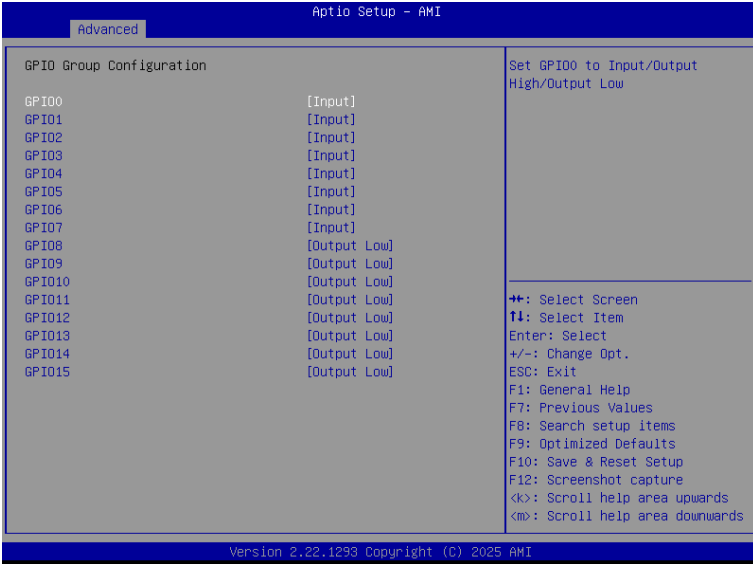 Aptio Setup – AMI
Advanced
GPIO Group Configuration
GPIO0 [Input]
GPIO1 [Input]
GPIO2 [Input]
GPIO3 [Input]
GPIO4 [Input]
GPIO5 [Input]
GPIO6 [Input]
GPIO7 [Input]
GPIO8 [Output Low]
GPIO9 [Output Low]
GPIO10 [Output Low]
GPIO11 [Output Low]
GPIO12 [Output Low]
GPIO13 [Output Low]
GPIO14 [Output Low]
GPIO15 [Output Low]
Set GPIO0 to Input/Output
High/Output Low
→←: Select Screen
↑↓: Select Item
Enter: Select
+/-: Change Opt.
ESC: Exit
F1: General Help
F7: Previous Values
F8: Search setup items
F9: Optimized Defaults
F10: Save & Reset Setup
F12: Screenshot capture
<k>: Scroll help area upwards
<m>: Scroll help area downwards
Version 2.22.1293 Copyright (C) 2025 AMI